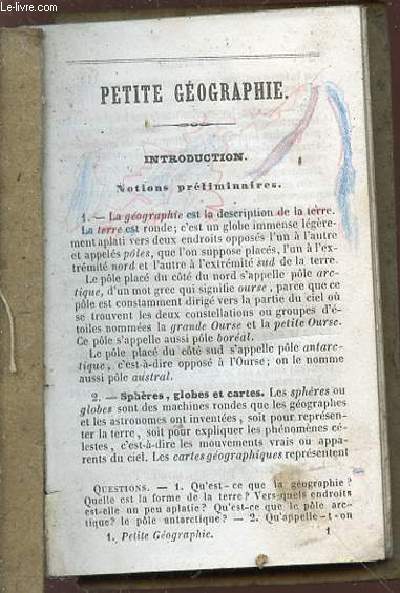 Le-livre.com
PETITE GÉOGRAPHIE.
INTRODUCTION.
Notions préliminaires.
1. — La géographie est la description de la terre.
La terre est ronde; c'est un globe immense légère-
ment aplati vers deux endroits opposés l'un à l'autre
et appelés pôles, que l'on suppose placés, l'un à l'ex-
trémité nord et l'autre à l'extrémité sud de la terre.
Le pôle placé du côté du nord s'appelle pôle arc-
tique, d'un mot grec qui signifie ourse, parce que ce
pôle est constamment dirigé vers la partie du ciel où
se trouvent les deux constellations ou groupes d'é-
toiles nommées la grande Ourse et la petite Ourse.
Ce pôle s'appelle aussi pôle boréal.
Le pôle placé du côté sud s'appelle pôle antarc-
tique, c'est-à-dire opposé à l'Ourse; on le nomme
aussi pôle austral.
2. — Sphères, globes et cartes. Les sphères ou
globes sont des machines rondes que les géographes
et les astronomes ont inventées, soit pour représen-
ter la terre, soit pour expliquer les phénomènes cé-
lestes, c'est-à-dire les mouvements vrais ou appa-
rents du ciel. Les cartes géographiques représentent
QUESTIONS. — 1. Qu'est-ce que la géographie?
Quelle est la forme de la terre? Vers quels endroits
est-elle un peu aplatie? Qu'est-ce que le pôle arc-
tique? le pôle antarctique? — 2. Qu'appelle-t-on
1. Petite Géographie. 1